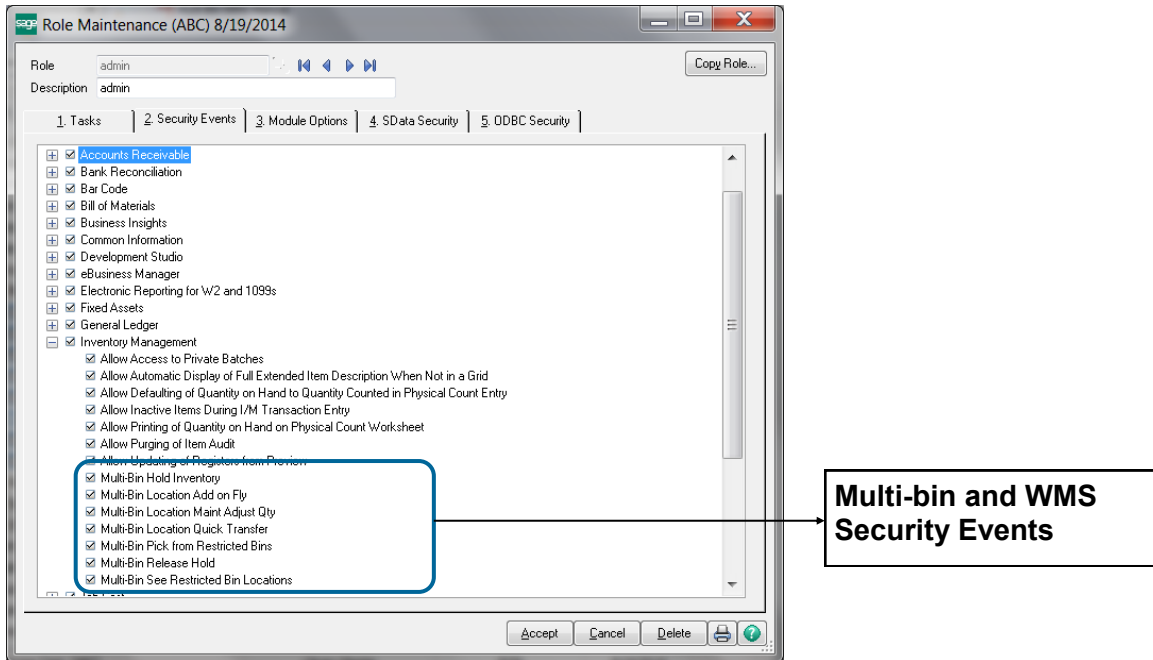 sage Role Maintenance (ABC) 8/19/2014
Role admin Copy Role...
Description admin
1. Tasks 2. Security Events 3. Module Options 4. SData Security 5. ODBC Security
Accounts Receivable
Bank Reconciliation
Bar Code
Bill of Materials
Business Insights
Common Information
Development Studio
eBusiness Manager
Electronic Reporting for W2 and 1099s
Fixed Assets
General Ledger
Inventory Management
Allow Access to Private Batches
Allow Automatic Display of Full Extended Item Description When Not in a Grid
Allow Defaulting of Quantity on Hand to Quantity Counted in Physical Count Entry
Allow Inactive Items During I/M Transaction Entry
Allow Printing of Quantity on Hand on Physical Count Worksheet
Allow Purging of Item Audit
Allow Updating of Registers from Preview
Multi-Bin Hold Inventory
Multi-Bin Location Add on Fly
Multi-Bin Location Maint Adjust Qty
Multi-Bin Location Quick Transfer
Multi-Bin Pick from Restricted Bins
Multi-Bin Release Hold
Multi-Bin See Restricted Bin Locations
Multi-bin and WMS
Security Events
Accept Cancel Delete